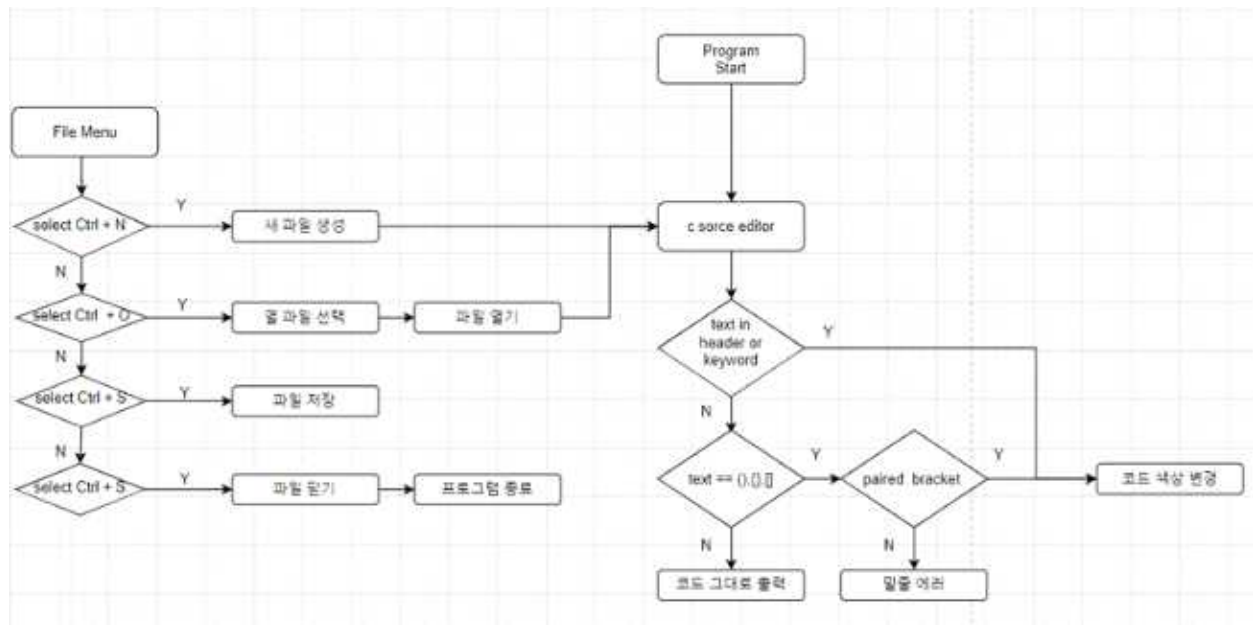 Program
Start
File Menu
select Ctrl + N
Y
새 파일 생성
c sorce editor
N
select Ctrl + O
Y
열 파일 선택
파일 열기
text in
header or
keyword
Y
N
select Ctrl + S
Y
파일 저장
N
N
select Ctrl + S
Y
파일 닫기
프로그램 종료
text == (),{},[]
Y
paired bracket
Y
코드 색상 변경
N
N
코드 그대로 출력
밑줄 에러